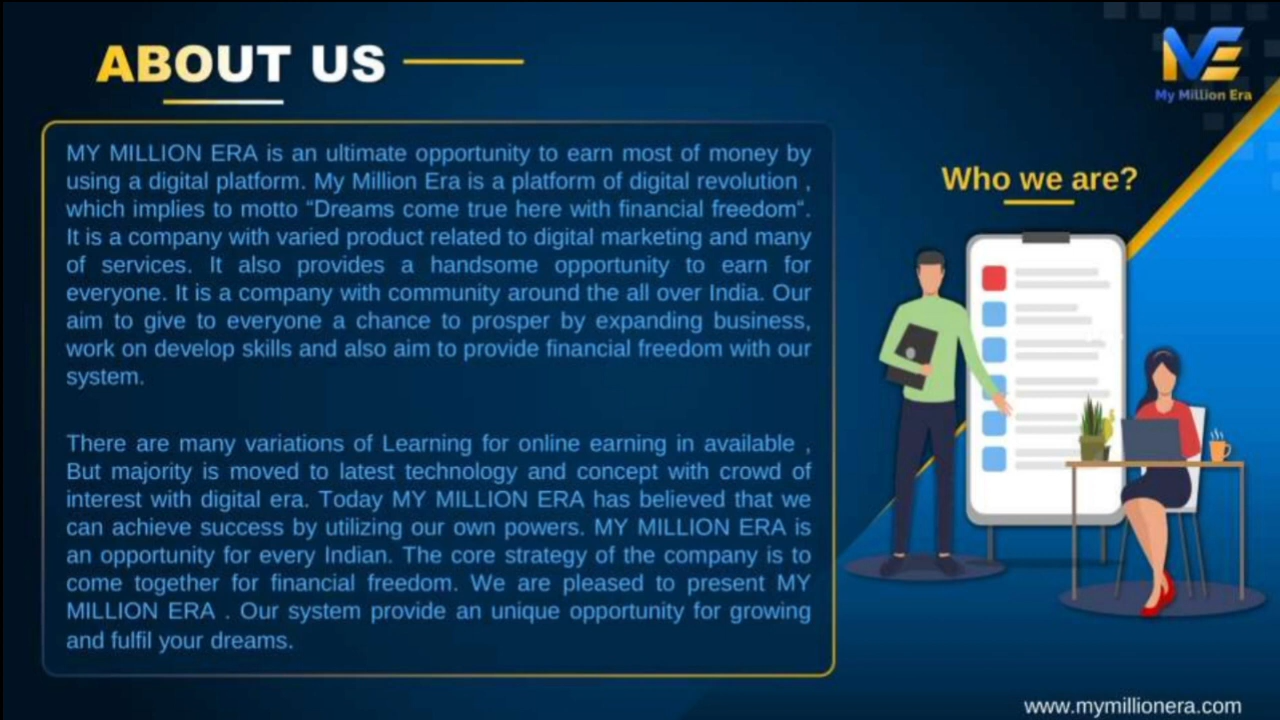 ABOUT US
My Million Era
MY MILLION ERA is an ultimate opportunity to earn most of money by
using a digital platform. My Million Era is a platform of digital revolution ,
which implies to motto “Dreams come true here with financial freedom“.
It is a company with varied product related to digital marketing and many
of services. It also provides a handsome opportunity to earn for
everyone. It is a company with community around the all over India. Our
aim to give to everyone a chance to prosper by expanding business,
work on develop skills and also aim to provide financial freedom with our
system.
There are many variations of Learning for online earning in available ,
But majority is moved to latest technology and concept with crowd of
interest with digital era. Today MY MILLION ERA has believed that we
can achieve success by utilizing our own powers. MY MILLION ERA is
an opportunity for every Indian. The core strategy of the company is to
come together for financial freedom. We are pleased to present MY
MILLION ERA . Our system provide an unique opportunity for growing
and fulfil your dreams.
Who we are?
www.mymillionera.com